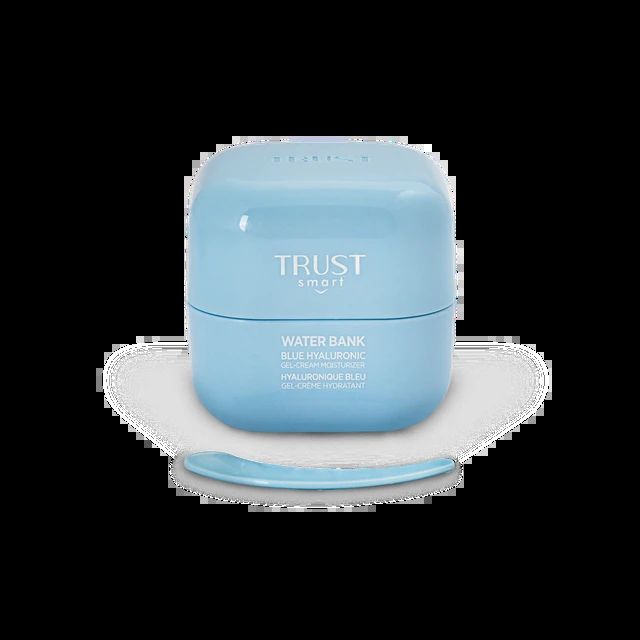 TRUST
smart
WATER BANK
BLUE HYALURONIC
GEL-CREAM MOISTURIZER
HYALURONIQUE BLEU
GEL-CRÈME HYDRATANT